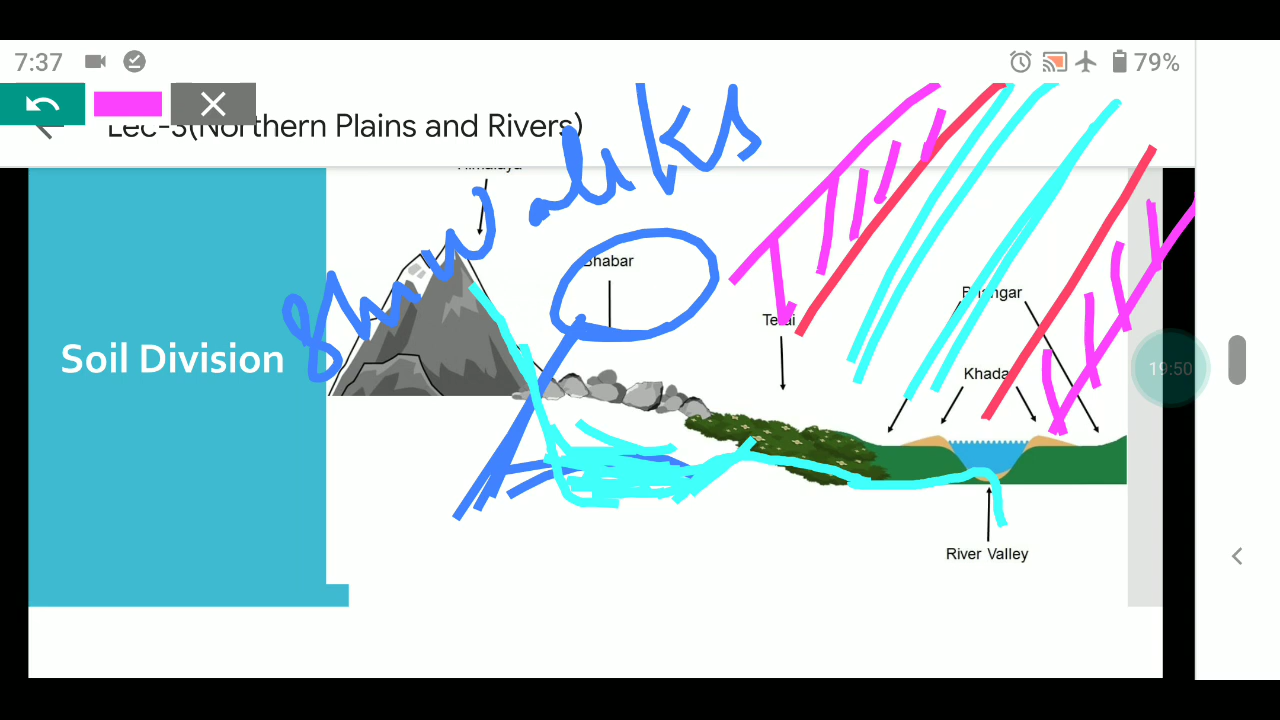 7:37
79%
Lec-3(Northern Plains and Rivers)
Himalaya
Shiwaliks
Bhabar
Terai
Bhangar
Soil Division
Khadar
19:50
River Valley